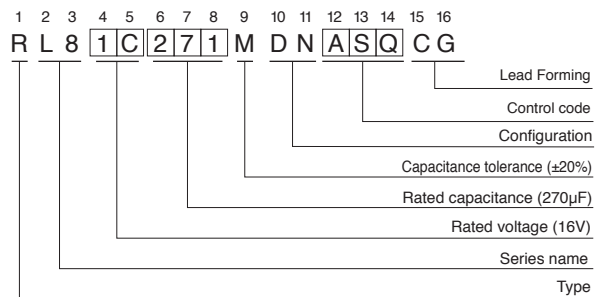 1 2 3 4 5 6 7 8 9 10 11 12 13 14 15 16
R L 8 1 C 2 7 1 M D N A S Q C G
Lead Forming
Control code
Configuration
Capacitance tolerance (±20%)
Rated capacitance (270µF)
Rated voltage (16V)
Series name
Type